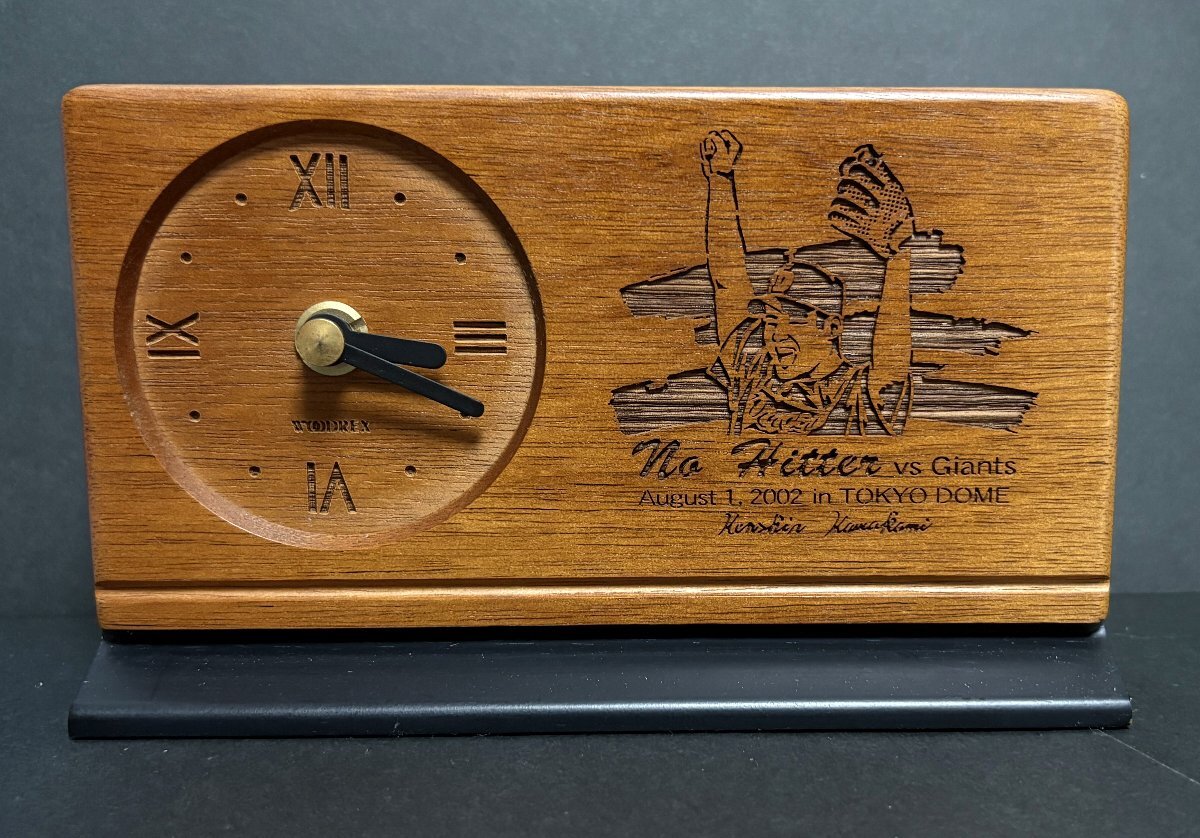 XII
IX
III
WOODREX
VI
No Hitter vs Giants
August 1, 2002 in TOKYO DOME
Kenshin Kawakami